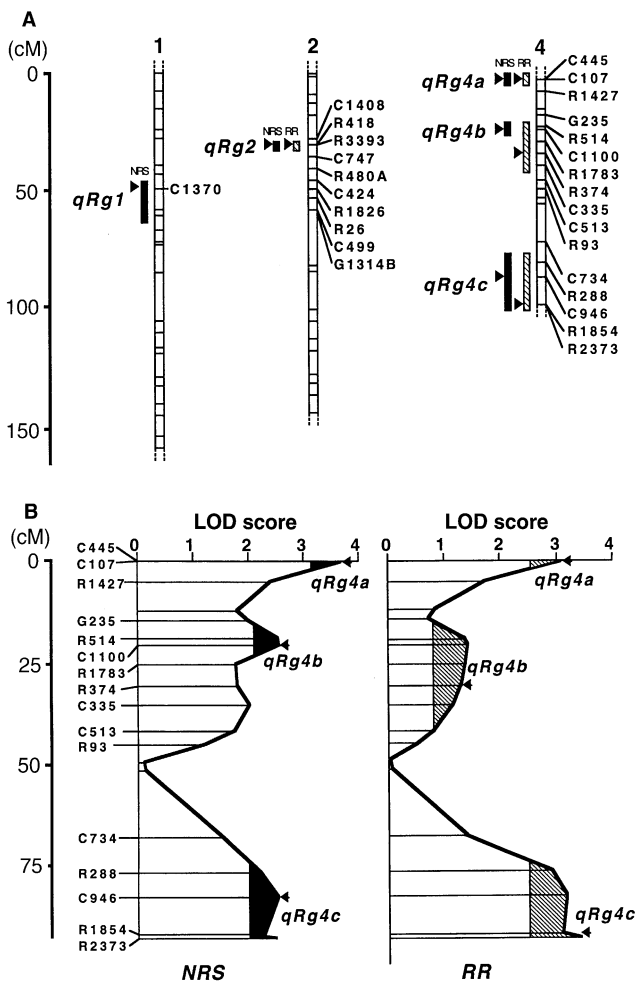 A
(cM)
0
50
100
150
1
NRS
qRg1
C1370
2
NRS RR
qRg2
C1408
R418
R3393
C747
R480A
C424
R1826
R26
C499
G1314B
4
NRS RR
qRg4a
qRg4b
qRg4c
C445
C107
R1427
G235
R514
C1100
R1783
R374
C335
C513
R93
C734
R288
C946
R1854
R2373
B
(cM)
0
25
50
75
LOD score
0 1 2 3 4
C445
C107
R1427
G235
R514
C1100
R1783
R374
C335
C513
R93
C734
R288
C946
R1854
R2373
qRg4a
qRg4b
qRg4c
NRS
LOD score
0 1 2 3 4
qRg4a
qRg4b
qRg4c
RR